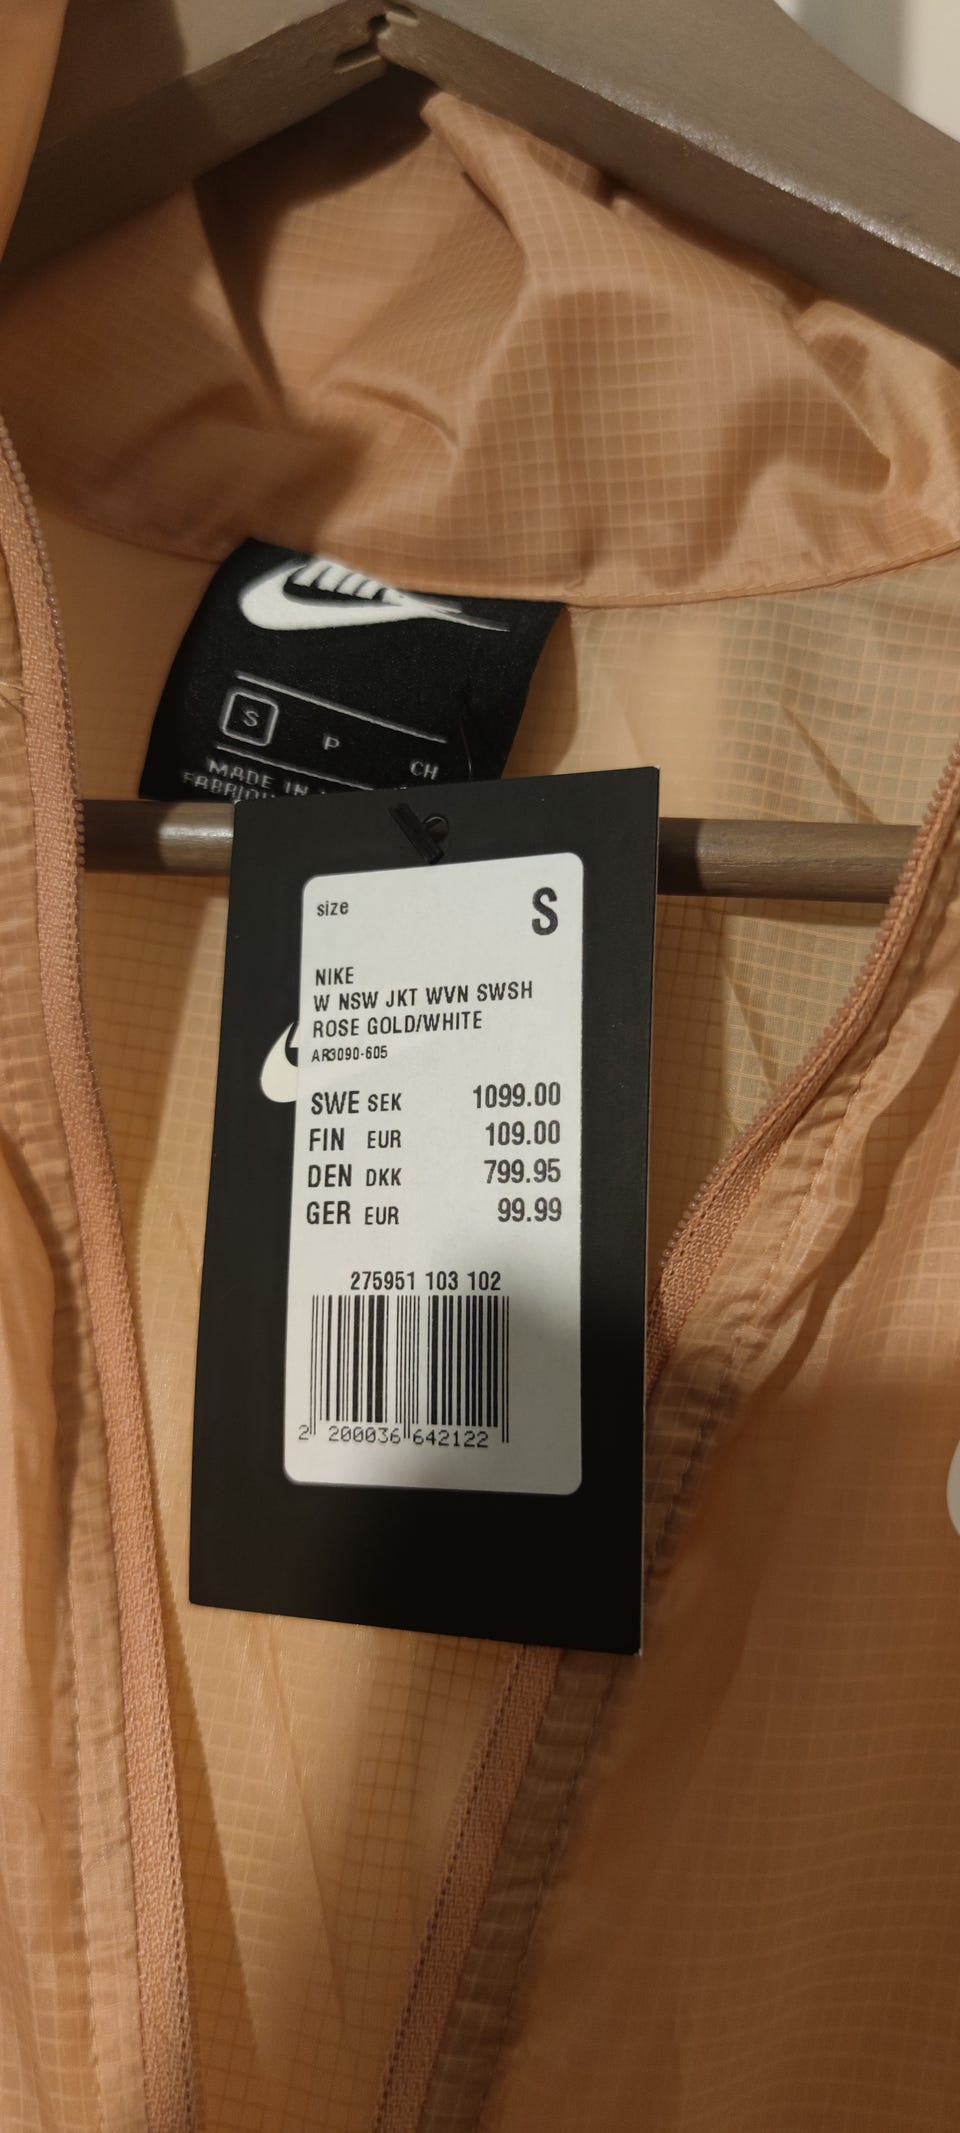 NIKE
S P CH
MADE IN
size S
NIKE
W NSW JKT WVN SWSH
ROSE GOLD/WHITE
AR3090-605
SWE SEK 1099.00
FIN EUR 109.00
DEN DKK 799.95
GER EUR 99.99
275951 103 102
2 200036 642122